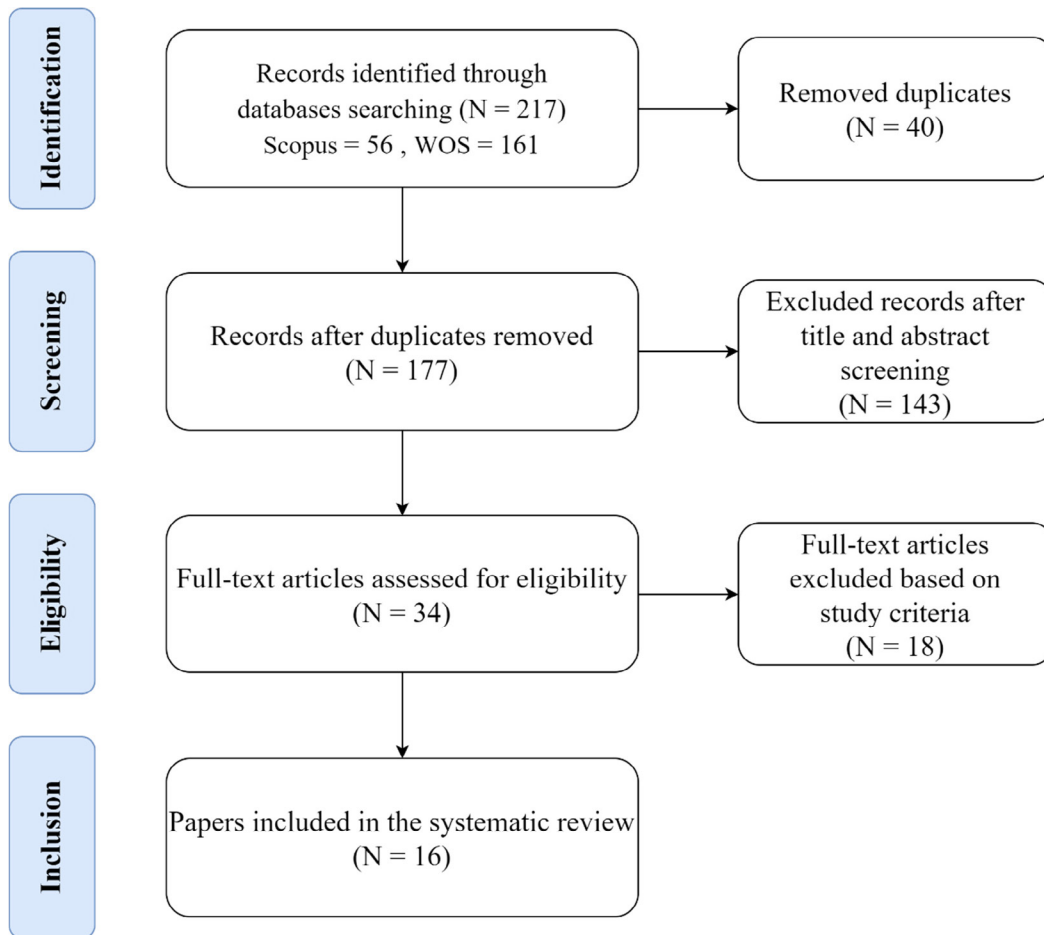 Identification
Records identified through
databases searching (N = 217)
Scopus = 56 , WOS = 161
Removed duplicates
(N = 40)
Screening
Records after duplicates removed
(N = 177)
Excluded records after
title and abstract
screening
(N = 143)
Eligibility
Full-text articles assessed for eligibility
(N = 34)
Full-text articles
excluded based on
study criteria
(N = 18)
Inclusion
Papers included in the systematic review
(N = 16)